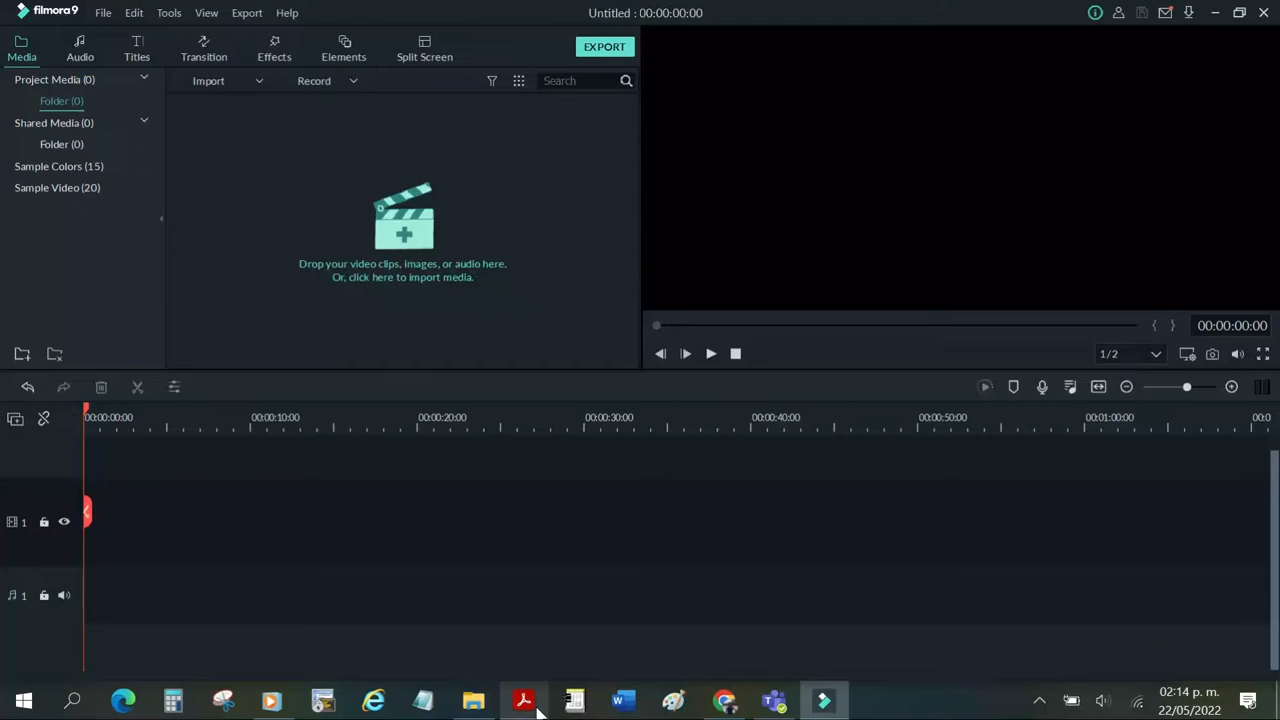 filmora 9
File
Edit
Tools
View
Export
Help
Untitled : 00:00:00:00
Media
Audio
Titles
Transition
Effects
Elements
Split Screen
EXPORT
Project Media (0)
Folder (0)
Shared Media (0)
Folder (0)
Sample Colors (15)
Sample Video (20)
Import
Record
Search
Drop your video clips, images, or audio here.
Or, click here to import media.
00:00:00:00
1/2
00:00:00:00
00:00:10:00
00:00:20:00
00:00:30:00
00:00:40:00
00:00:50:00
00:01:00:00
00:0
1
1
02:14 p. m.
22/05/2022